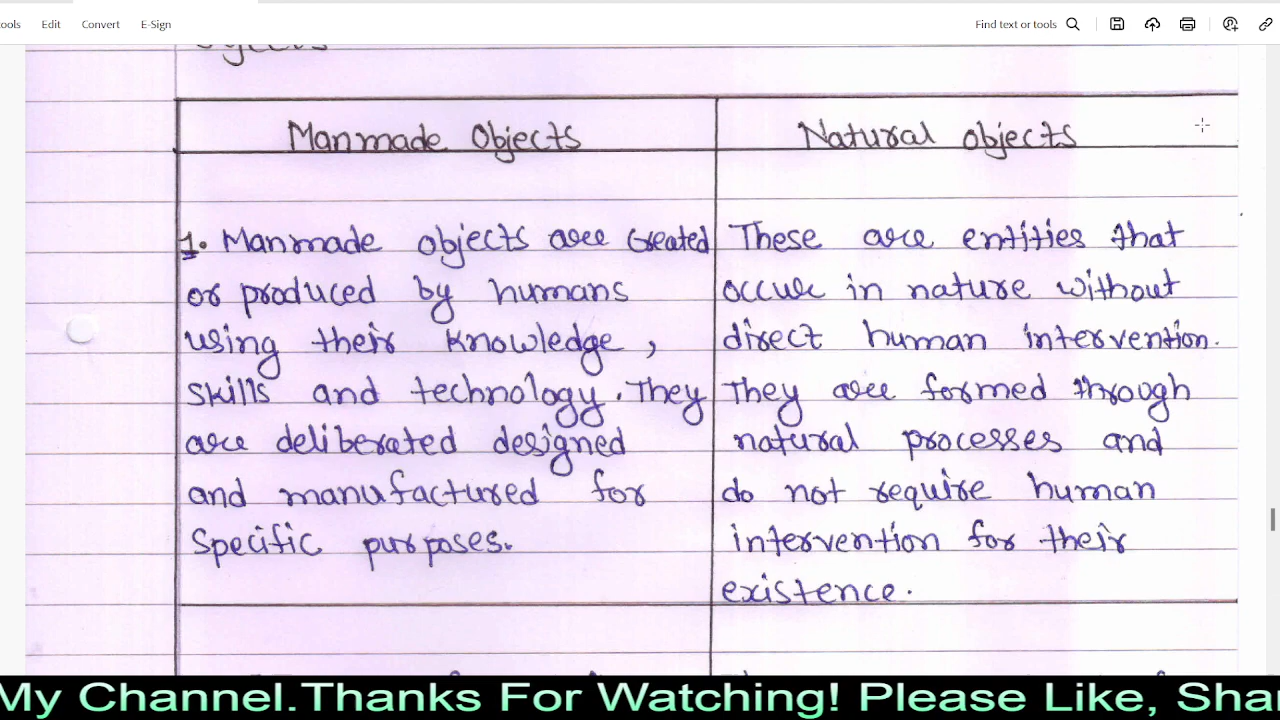 ools Edit Convert E-Sign Find text or tools
objects
Manmade Objects Natural objects
1. Manmade objects are created
or produced by humans
using their knowledge,
skills and technology. They
are deliberated designed
and manufactured for
specific purposes.
These are entities that
occur in nature without
direct human intervention.
They are formed through
natural processes and
do not require human
intervention for their
existence.
My Channel.Thanks For Watching! Please Like, Shar